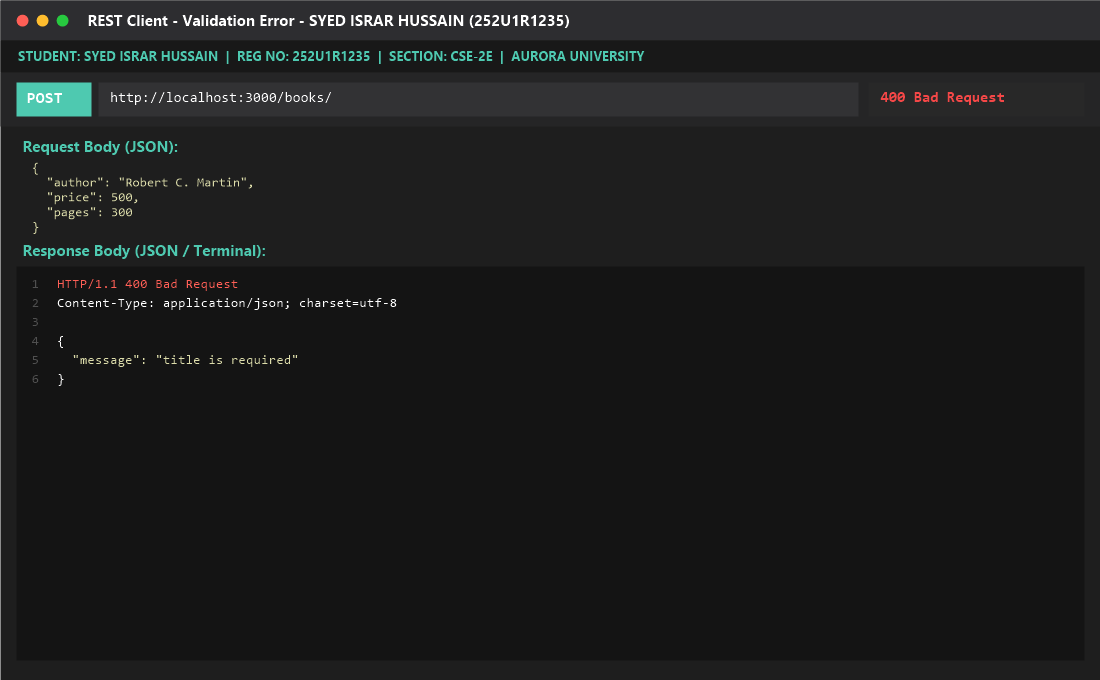 REST Client - Validation Error - SYED ISRAR HUSSAIN (252U1R1235)
STUDENT: SYED ISRAR HUSSAIN | REG NO: 252U1R1235 | SECTION: CSE-2E | AURORA UNIVERSITY
POST http://localhost:3000/books/ 400 Bad Request
Request Body (JSON):
{
  "author": "Robert C. Martin",
  "price": 500,
  "pages": 300
}
Response Body (JSON / Terminal):
1 HTTP/1.1 400 Bad Request
2 Content-Type: application/json; charset=utf-8
3
4 {
5   "message": "title is required"
6 }